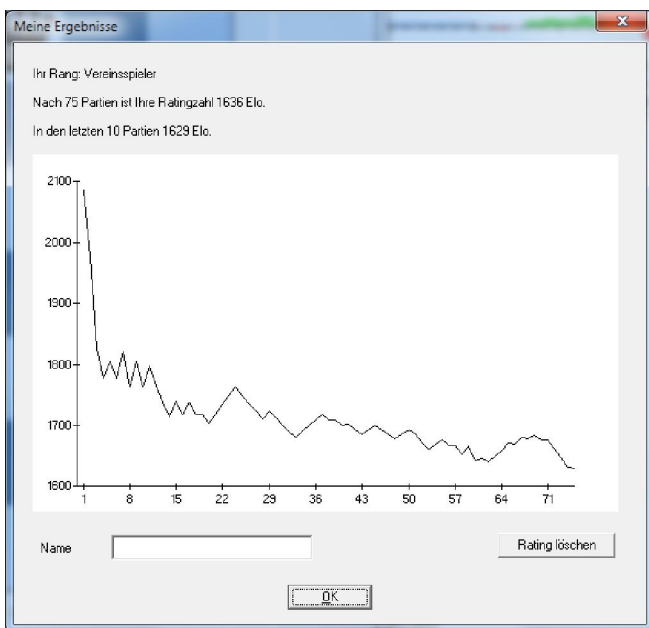 Meine Ergebnisse
Ihr Rang: Vereinsspieler
Nach 75 Partien ist Ihre Ratingzahl 1636 Elo.
In den letzten 10 Partien 1629 Elo.
2100
2000
1900
1800
1700
1600
1 8 15 22 29 36 43 50 57 64 71
Name
Rating löschen
OK